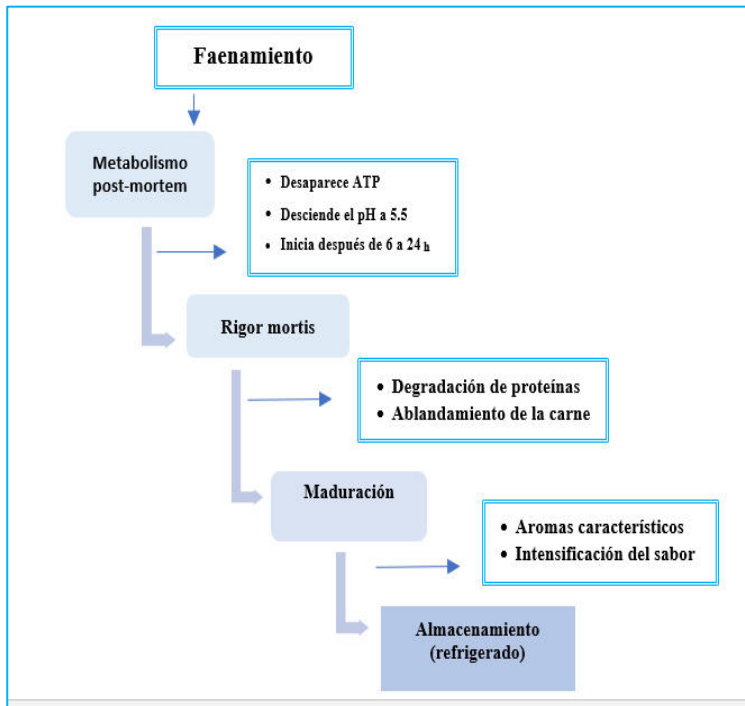 Faenamiento
Metabolismo
post-mortem
• Desaparece ATP
• Desciende el pH a 5.5
• Inicia después de 6 a 24 h
Rigor mortis
• Degradación de proteínas
• Ablandamiento de la carne
Maduración
• Aromas característicos
• Intensificación del sabor
Almacenamiento
(refrigerado)